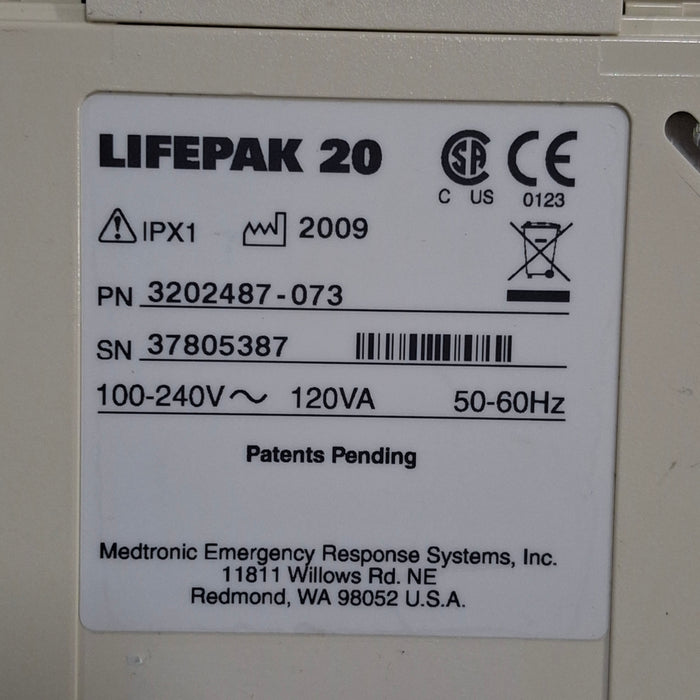 LIFEPAK 20
C US 0123
IPX1 2009
PN 3202487-073
SN 37805387
100-240V~ 120VA 50-60Hz
Patents Pending
Medtronic Emergency Response Systems, Inc.
11811 Willows Rd. NE
Redmond, WA 98052 U.S.A.